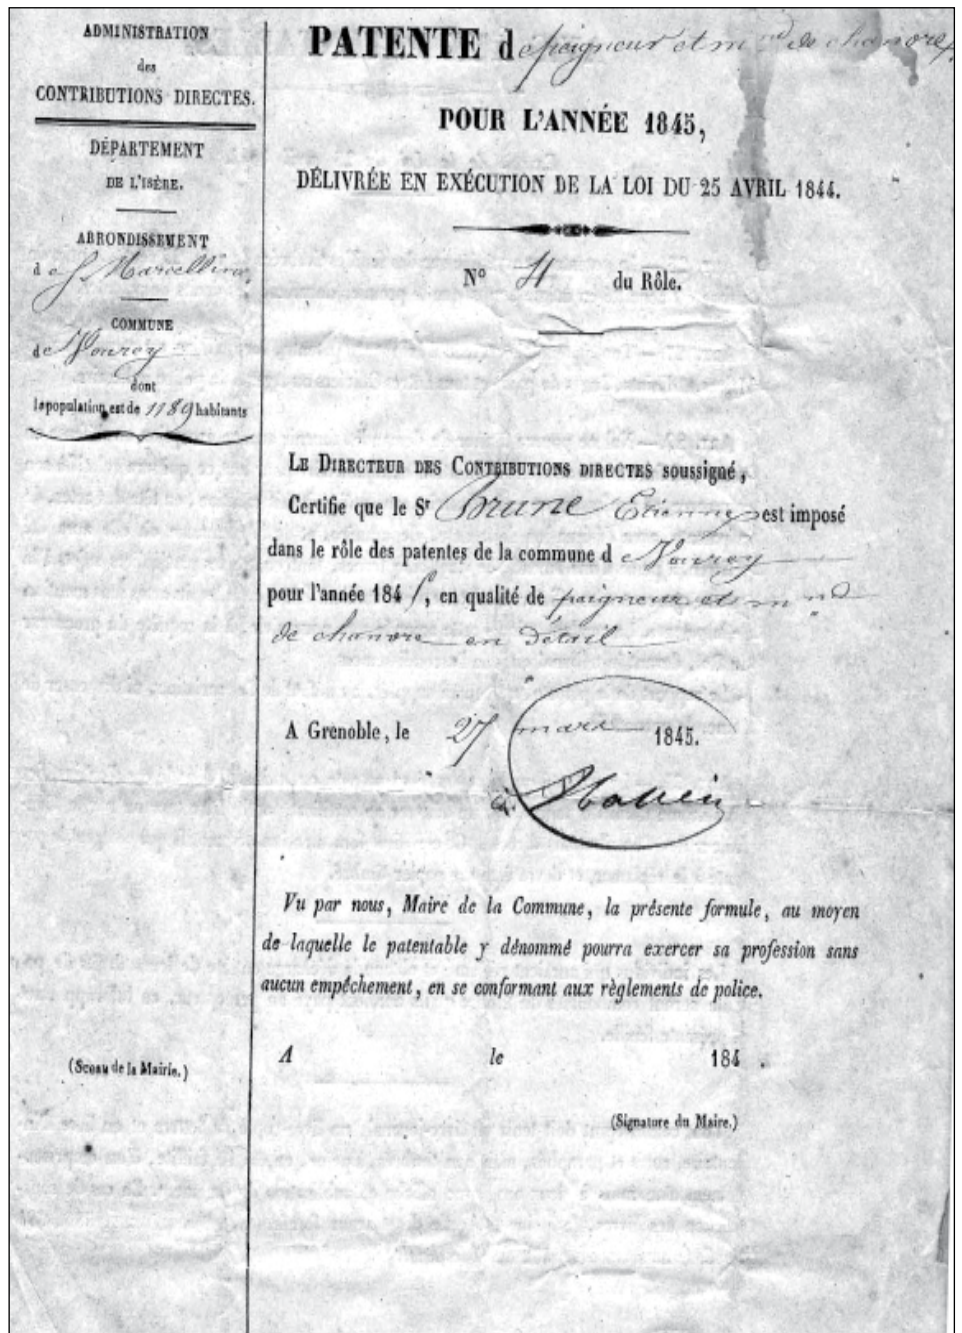 ADMINISTRATION
des
CONTRIBUTIONS DIRECTES.
DÉPARTEMENT
DE L'ISÈRE.
ARRONDISSEMENT
de St Marcellin
COMMUNE
de Vourey
dont
la population est de 1189 habitants
PATENTE de peigneur et mnd de chanvre
POUR L'ANNÉE 1845,
DÉLIVRÉE EN EXÉCUTION DE LA LOI DU 25 AVRIL 1844.
N° du Rôle.
LE DIRECTEUR DES CONTRIBUTIONS DIRECTES soussigné,
Certifie que le Sr Brune Etienne est imposé
dans le rôle des patentes de la commune de Vourey
pour l'année 1845, en qualité de peigneur et mnd
de chanvre en détail
A Grenoble, le 27 mars 1845.
Vu par nous, Maire de la Commune, la présente formule, au moyen
de laquelle le patentable y dénommé pourra exercer sa profession sans
aucun empêchement, en se conformant aux règlements de police.
A le 184 .
(Sceau de la Mairie.)
(Signature du Maire.)